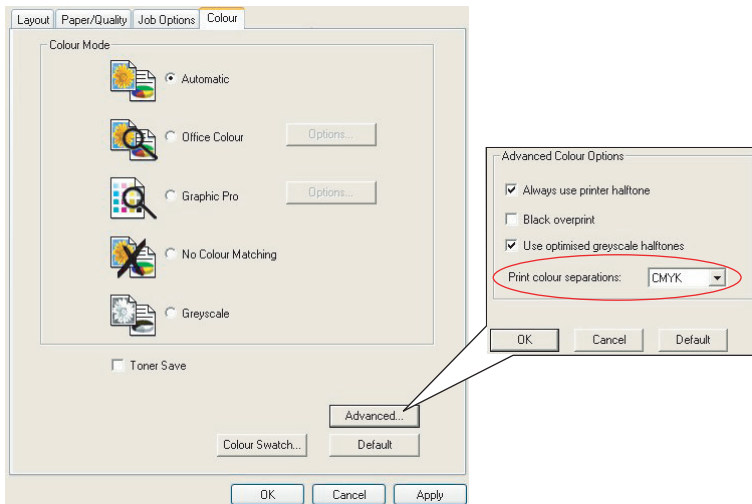 Layout Paper/Quality Job Options Colour
Colour Mode
Automatic
Office Colour Options...
Graphic Pro Options...
No Colour Matching
Greyscale
Toner Save
Advanced...
Colour Swatch... Default
OK Cancel Apply
Advanced Colour Options
Always use printer halftone
Black overprint
Use optimised greyscale halftones
Print colour separations: CMYK
OK Cancel Default